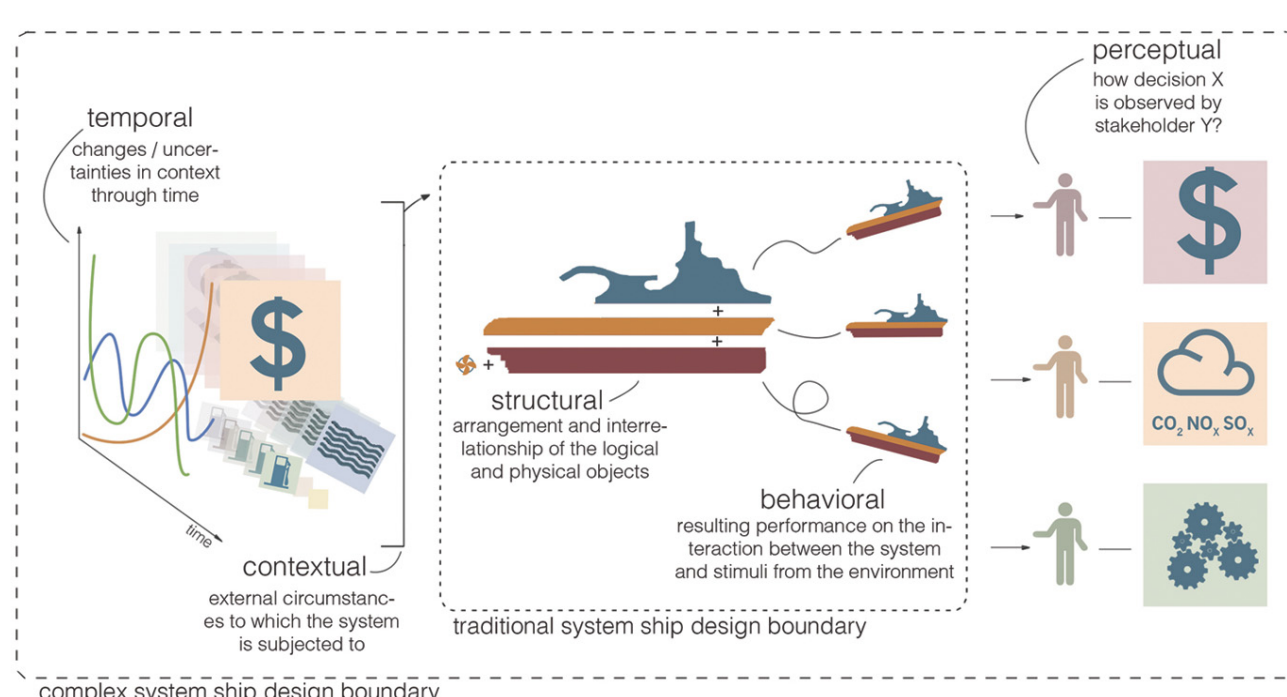 perceptual
how decision X
is observed by
stakeholder Y?
temporal
changes / uncer-
tainties in context
through time
$
$
+
+
+
CO2 NOX SOX
structural
arrangement and interre-
lationship of the logical
and physical objects
behavioral
resulting performance on the in-
teraction between the system
and stimuli from the environment
time
contextual
external circumstanc-
es to which the system
is subjected to
traditional system ship design boundary
complex system ship design boundary